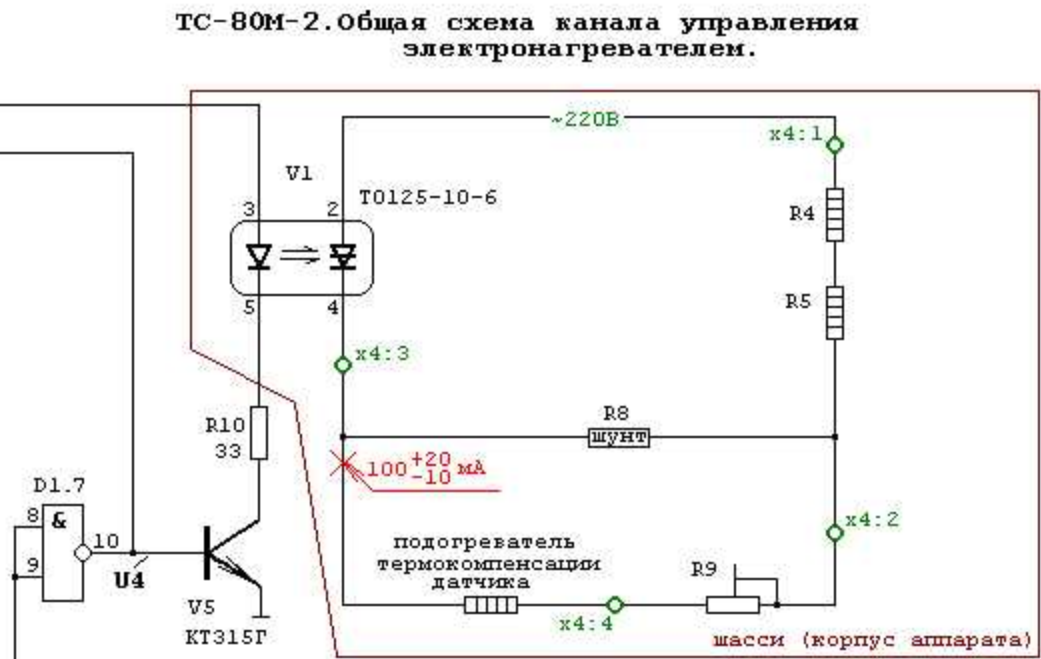 ТС-80М-2.Общая схема канала управления
электронагревателем.
~220В
x4:1
V1
ТО125-10-6
3
2
R4
R5
5
4
x4:3
R8
шунт
R10
33
100 +20 -10 мА
D1.7
8
&
10
9
U4
x4:2
подогреватель
термокомпенсации
датчика
R9
V5
КТ315Г
x4:4
шасси (корпус аппарата)